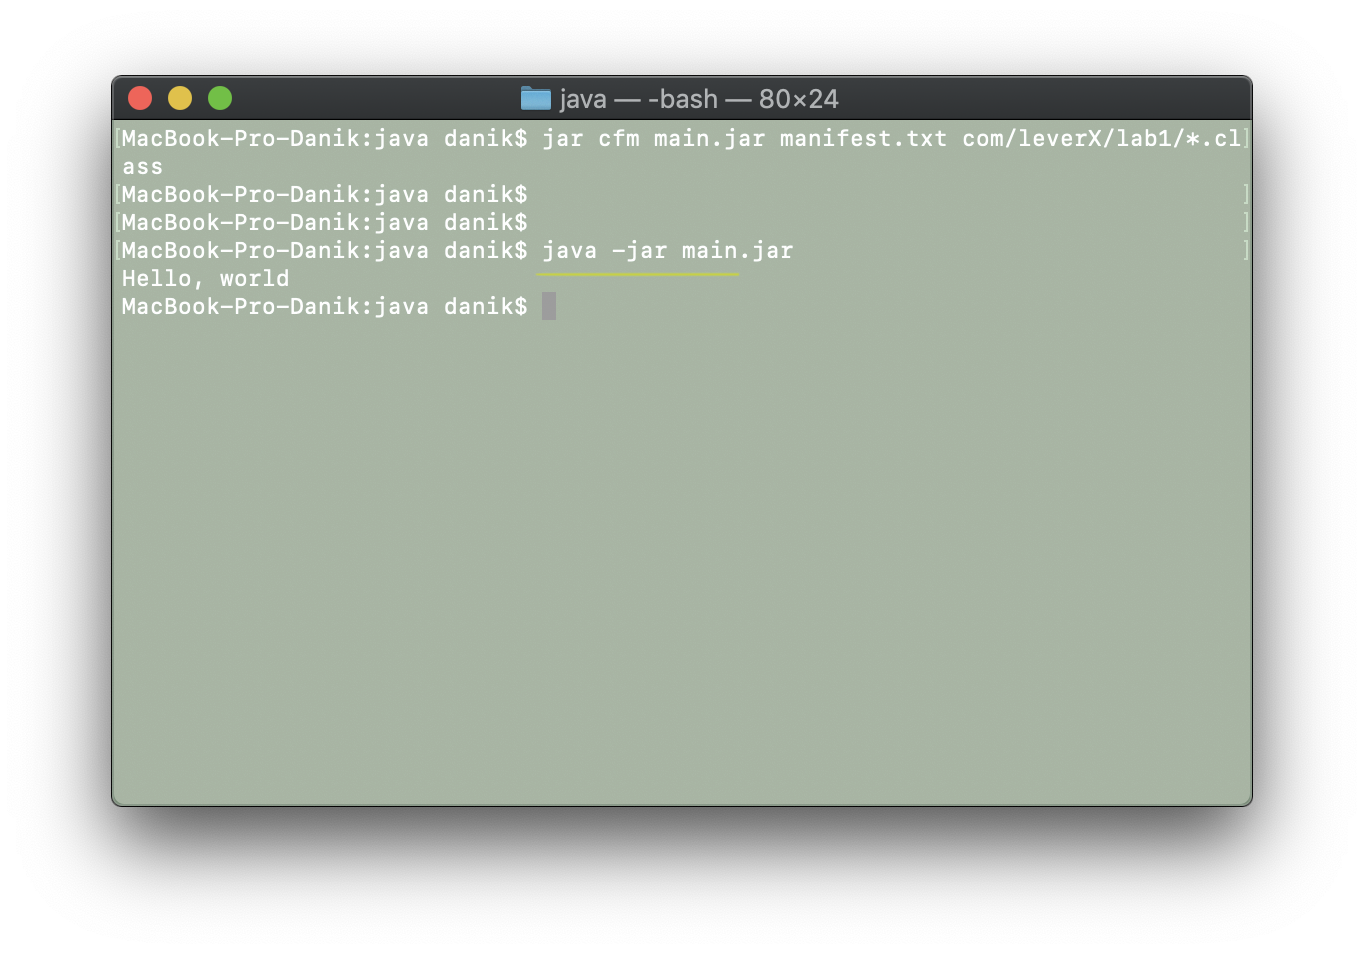 java — -bash — 80×24
[MacBook-Pro-Danik:java danik$ jar cfm main.jar manifest.txt com/leverX/lab1/*.cl]
ass
[MacBook-Pro-Danik:java danik$ ]
[MacBook-Pro-Danik:java danik$ ]
[MacBook-Pro-Danik:java danik$ java -jar main.jar ]
Hello, world
MacBook-Pro-Danik:java danik$